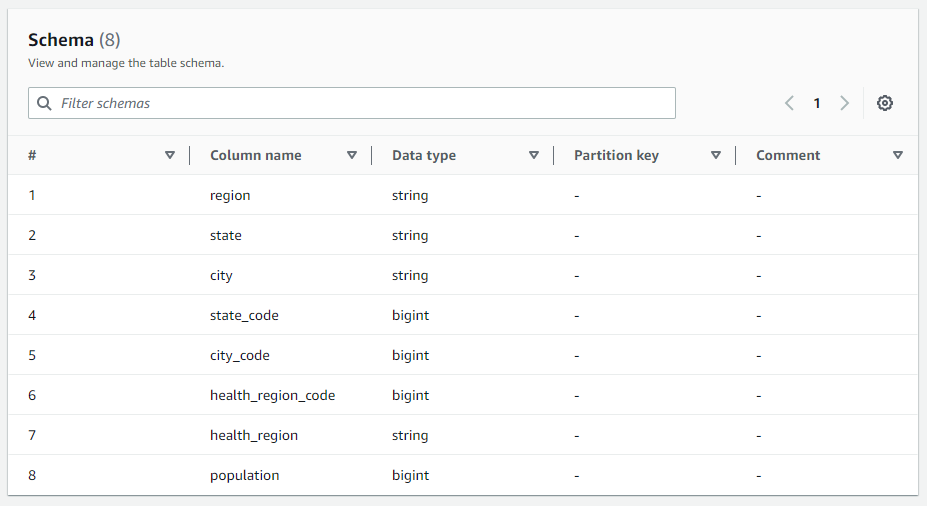 Schema (8)
View and manage the table schema.
Filter schemas
1
# Column name Data type Partition key Comment
1 region string - -
2 state string - -
3 city string - -
4 state_code bigint - -
5 city_code bigint - -
6 health_region_code bigint - -
7 health_region string - -
8 population bigint - -